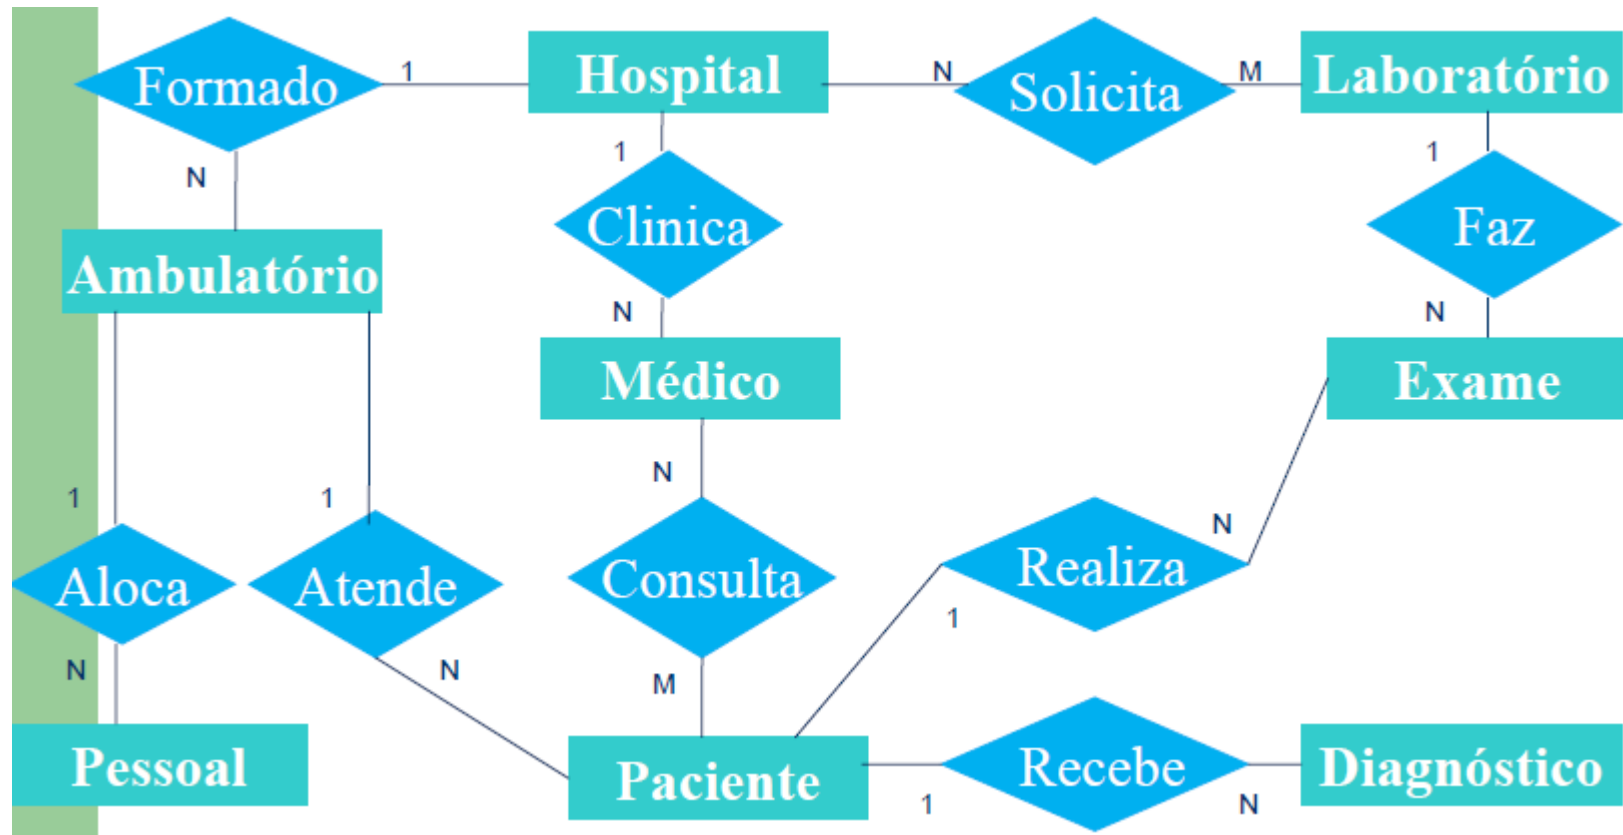 Formado
1
Hospital
N
Solicita
M
Laboratório
N
1
Clinica
N
1
Faz
N
Ambulatório
Médico
Exame
1
Aloca
N
1
Atende
N
N
Consulta
M
N
Realiza
1
Pessoal
Paciente
1
Recebe
N
Diagnóstico